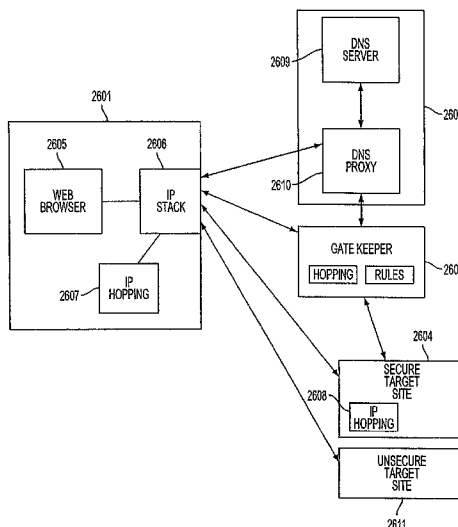 2601
2605
2606
WEB
BROWSER
IP
STACK
2607
IP
HOPPING
2609
DNS
SERVER
2610
DNS
PROXY
GATE KEEPER
HOPPING
RULES
2604
SECURE
TARGET
SITE
2608
IP
HOPPING
UNSECURE
TARGET
SITE
2611